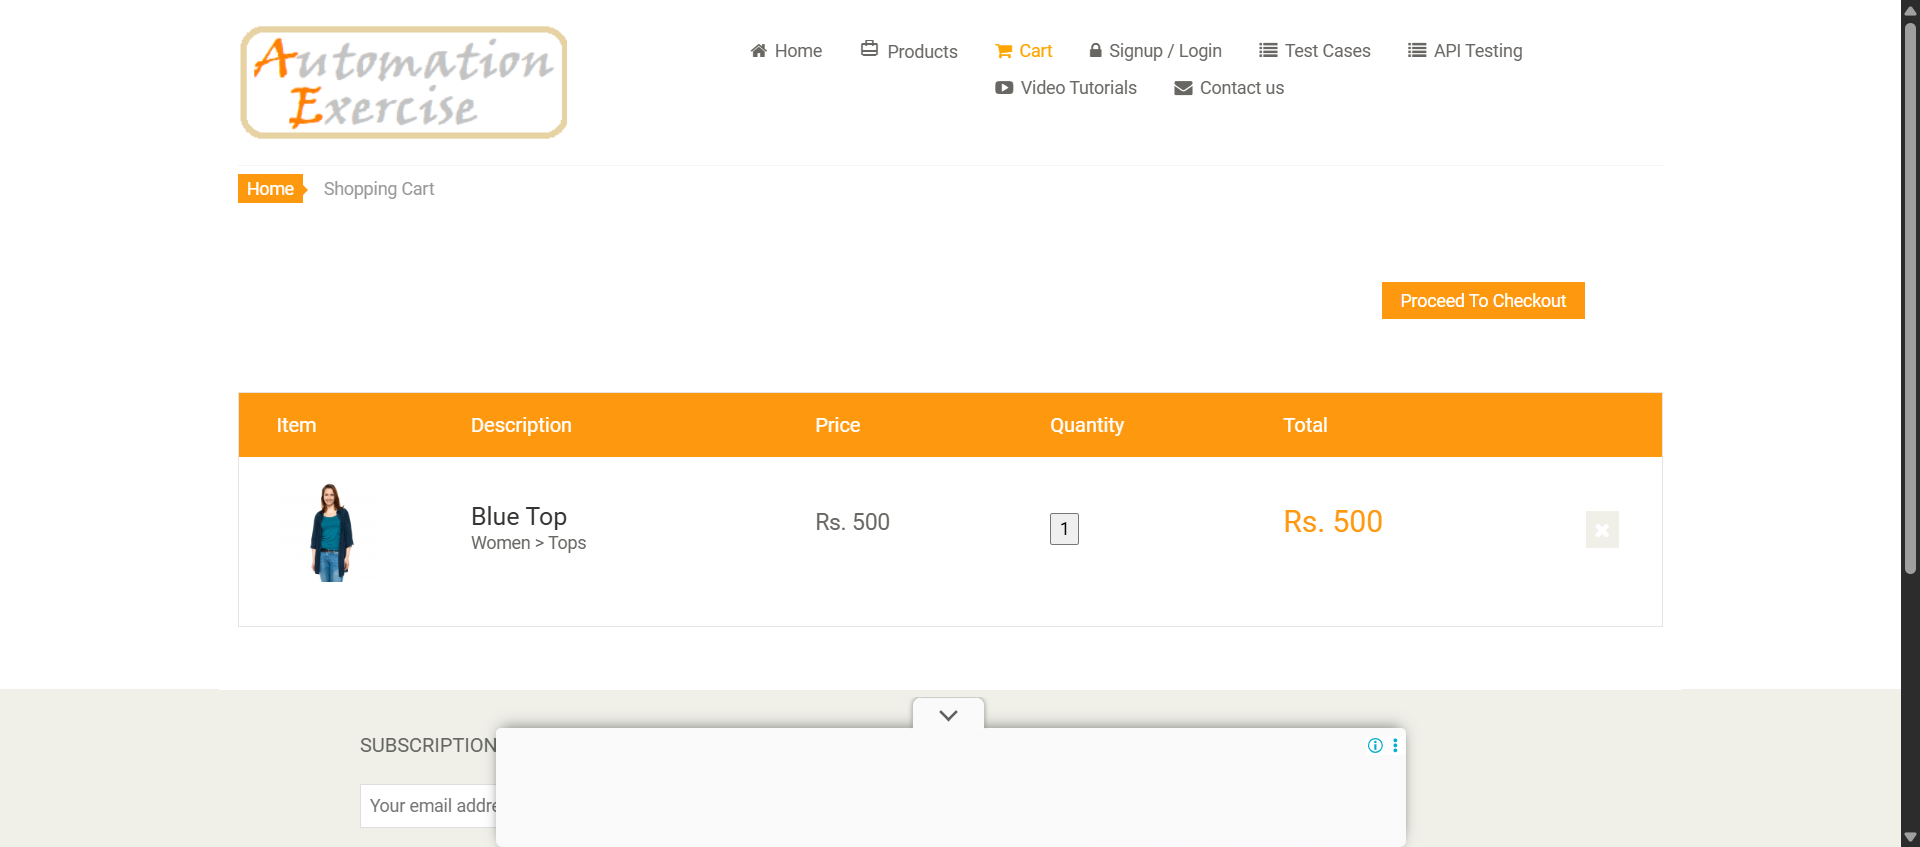 Automation
Exercise
Home
Products
Cart
Signup / Login
Test Cases
API Testing
Video Tutorials
Contact us
Home
Shopping Cart
Proceed To Checkout
Item Description Price Quantity Total
Blue Top
Women > Tops
Rs. 500
1
Rs. 500
SUBSCRIPTION
Your email addre